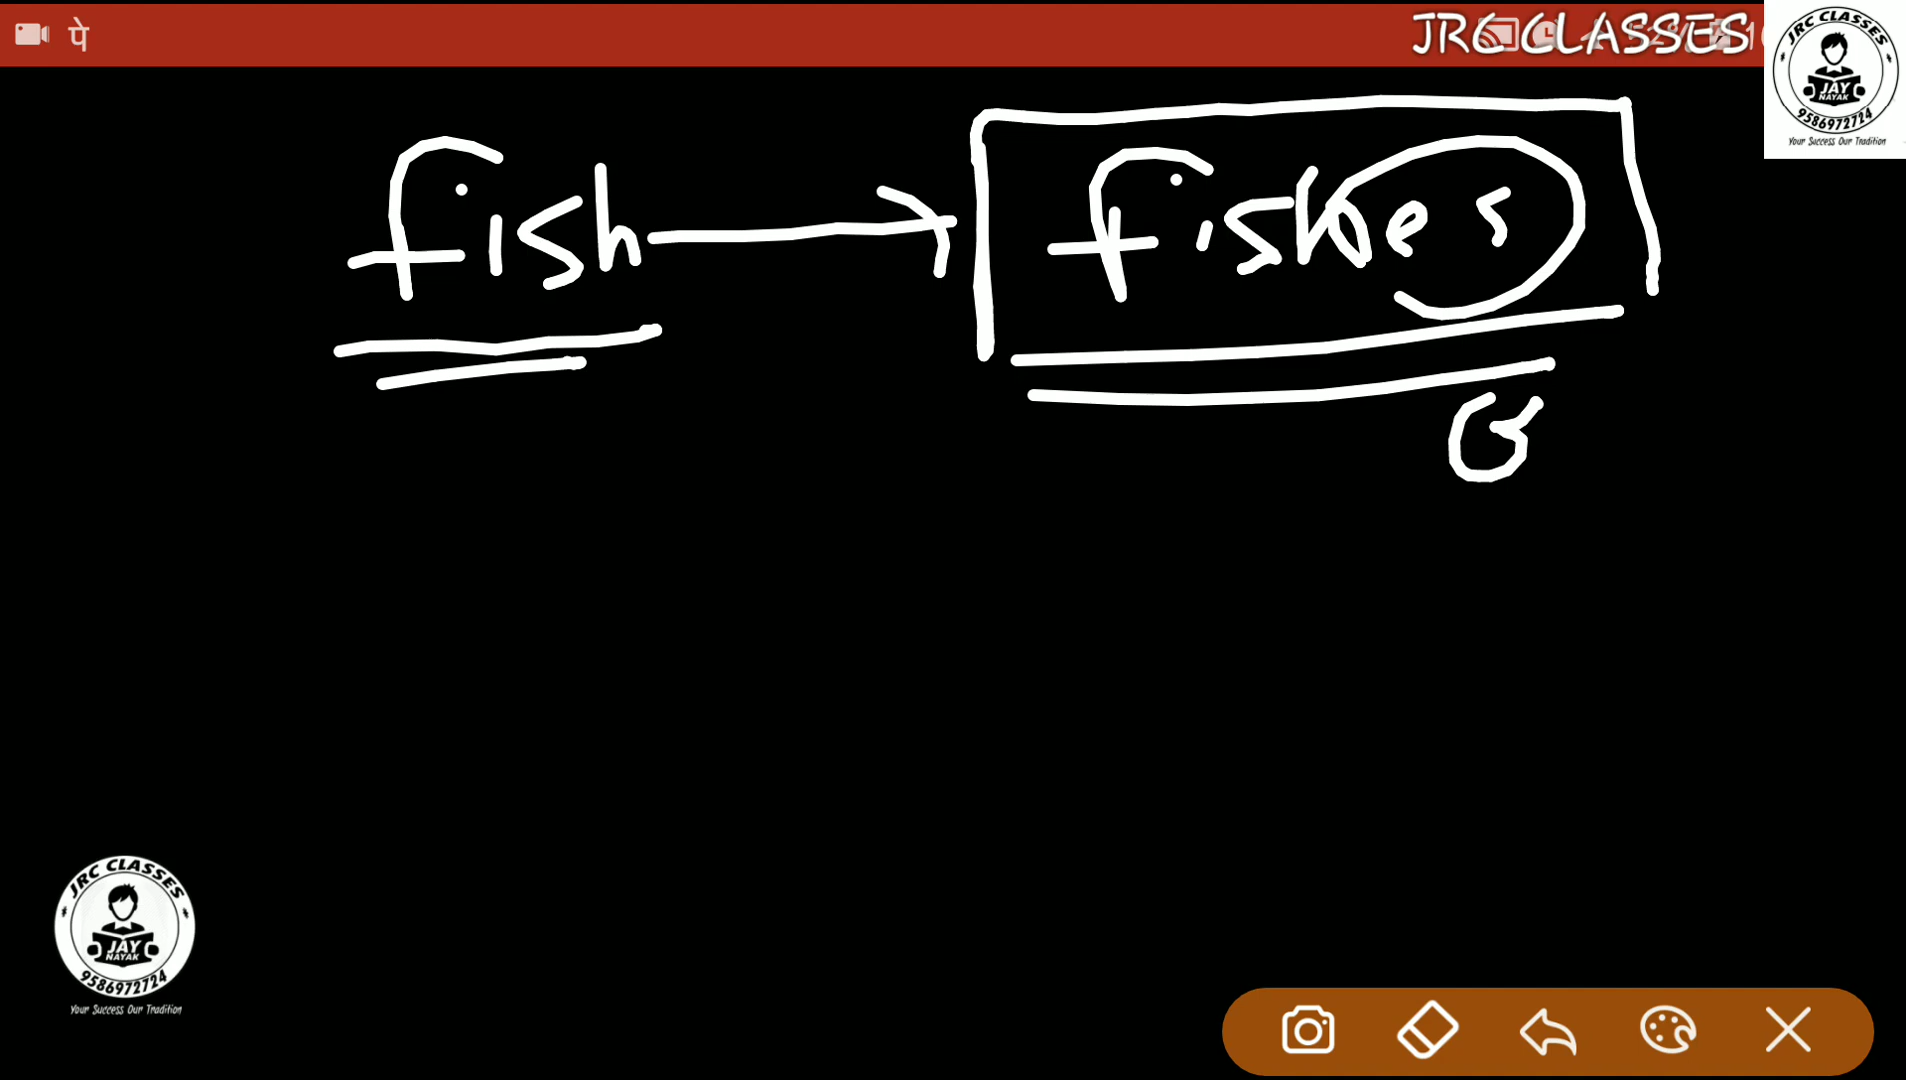 पे
JRC CLASSES
JRC CLASSES
JAY
NAYAK
9586972724
Your Success Our Tradition
fish → fishes
JRC CLASSES
JAY
NAYAK
9586972724
Your Success Our Tradition